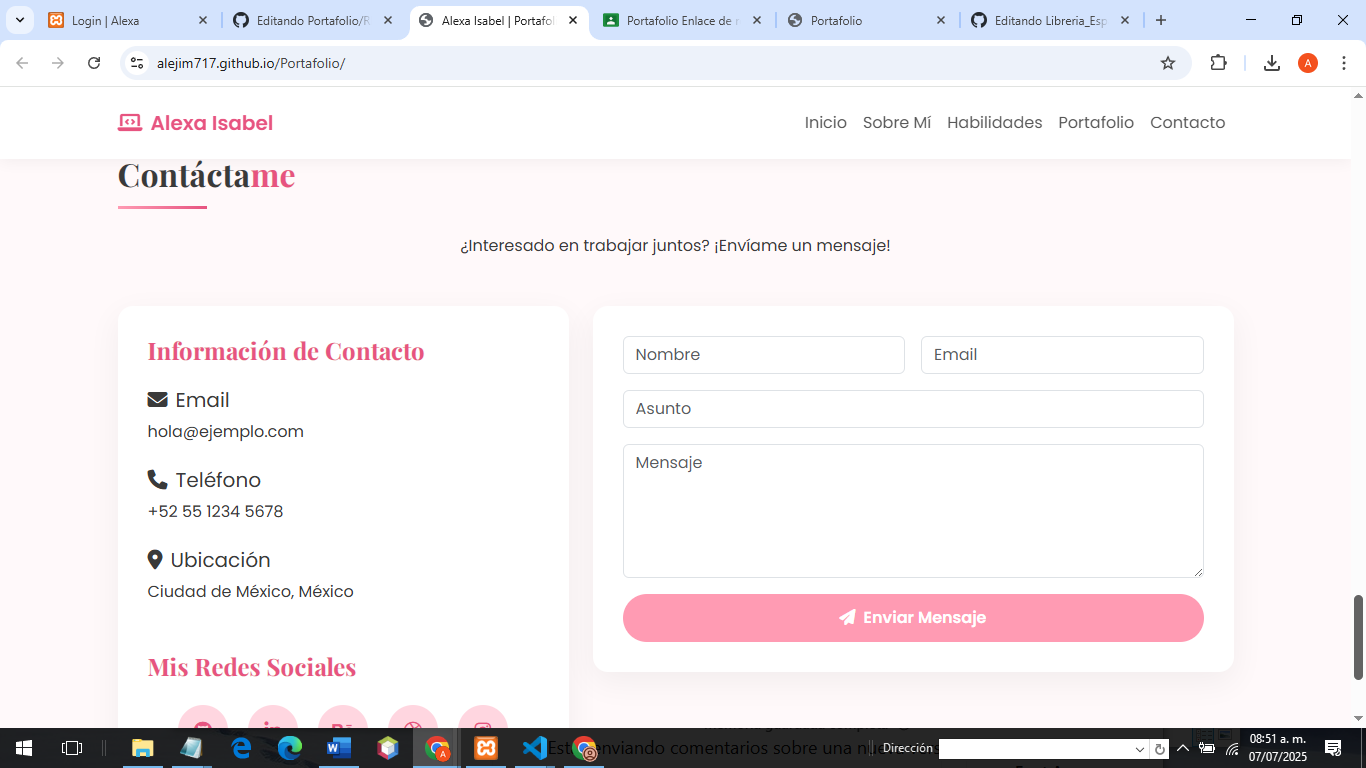 Login | Alexa
Editando Portafolio/R
Alexa Isabel | Portafol
Portafolio Enlace de
Portafolio
Editando Libreria_Esp
alejim717.github.io/Portafolio/
A
Alexa Isabel
Inicio
Sobre Mí
Habilidades
Portafolio
Contacto
Contáctame
¿Interesado en trabajar juntos? ¡Envíame un mensaje!
Información de Contacto
Email
hola@ejemplo.com
Teléfono
+52 55 1234 5678
Ubicación
Ciudad de México, México
Mis Redes Sociales
Nombre
Email
Asunto
Mensaje
Enviar Mensaje
enviando comentarios sobre una
Dirección
08:51 a. m.
07/07/2025